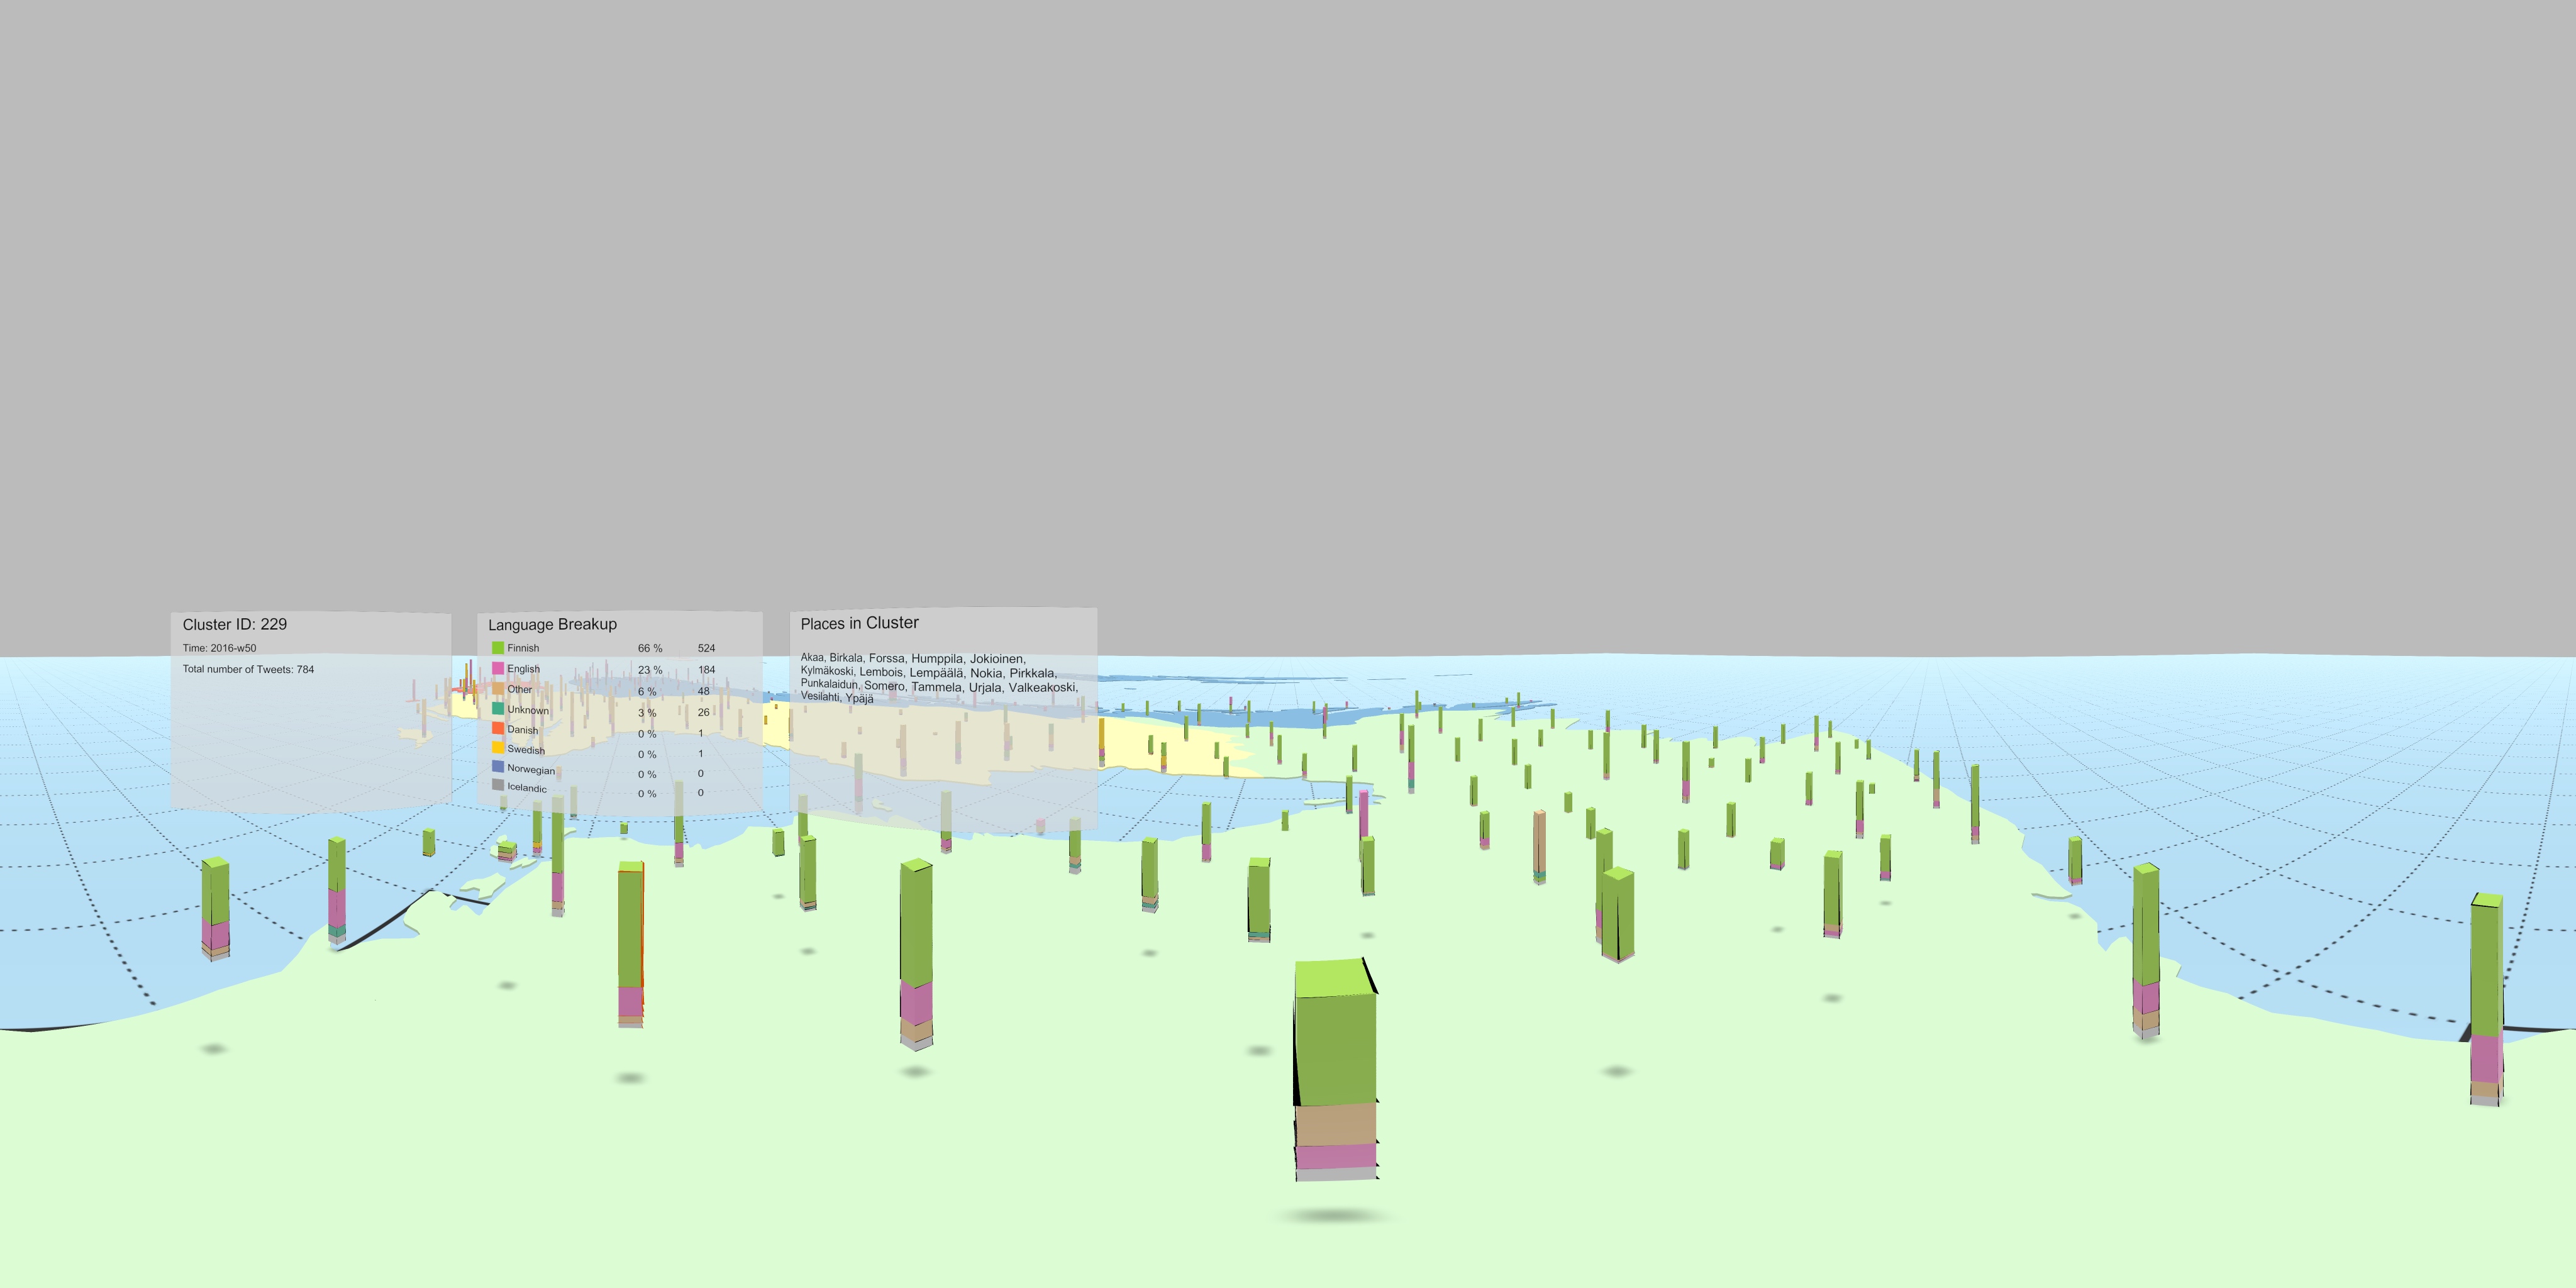 Cluster ID: 229
Time: 2016-w50
Total number of Tweets: 784
Language Breakup
Finnish 66 % 524
English 23 % 184
Other 6 % 48
Unknown 3 % 26
Danish 0 % 1
Swedish 0 % 1
Norwegian 0 % 0
Icelandic 0 % 0
Places in Cluster
Akaa, Birkala, Forssa, Humppila, Jokioinen,
Kylmäkoski, Lembois, Lempäälä, Nokia, Pirkkala,
Punkalaidun, Somero, Tammela, Urjala, Valkeakoski,
Vesilahti, Ypäjä